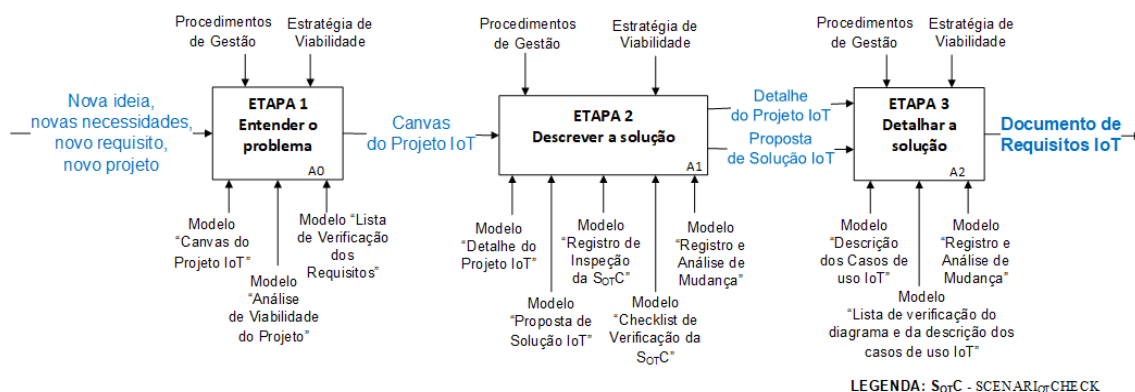 Procedimentos
de Gestão
Estratégia de
Viabilidade
Nova ideia,
novas necessidades,
novo requisito,
novo projeto
ETAPA 1
Entender o
problema
A0
Modelo
“Canvas do
Projeto IoT”
Modelo
“Análise
de Viabilidade
do Projeto”
Modelo “Lista
de Verificação
dos
Requisitos”
Canvas
do Projeto IoT
Procedimentos
de Gestão
Estratégia de
Viabilidade
ETAPA 2
Descrever a solução
A1
Modelo
“Detalhe do
Projeto IoT”
Modelo
“Proposta de
Solução IoT”
Modelo
“Registro de
Inspeção
da SOTC”
Modelo
“Checklist de
Verificação da
SOTC”
Modelo
“Registro e
Análise de
Mudança”
Detalhe
do Projeto IoT
Proposta
de Solução IoT
Procedimentos
de Gestão
Estratégia de
Viabilidade
ETAPA 3
Detalhar a
solução
A2
Modelo
“Descrição
dos Casos de
uso IoT”
Modelo
“Lista de verificação do
diagrama e da descrição dos
casos de uso IoT”
Modelo
“Registro e
Análise de
Mudança”
Documento de
Requisitos IoT
LEGENDA: SOTC - SCENARIOTCHECK